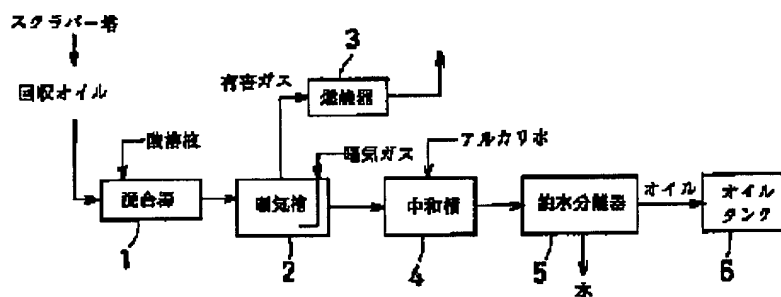 スクラバー塔
回収オイル
酸溶液
混合器
1
有害ガス
3
燃焼器
曝気ガス
曝気槽
2
アルカリ水
中和槽
4
油水分離器
5
水
オイル
オイル
タンク
6